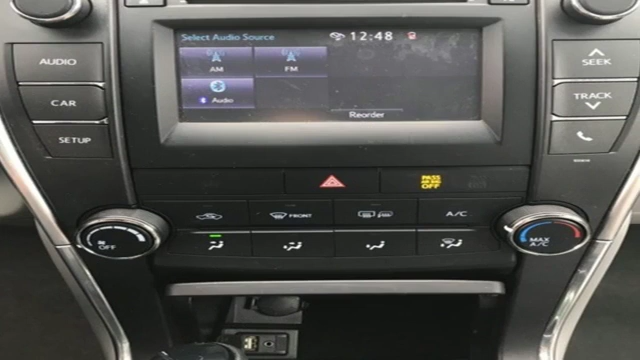 Select Audio Source
12:48
AM
FM
Audio
Reorder
AUDIO
CAR
SETUP
SEEK
TRACK
PASS
AIR BAG
OFF
FRONT
A/C
OFF
MAX
A/C